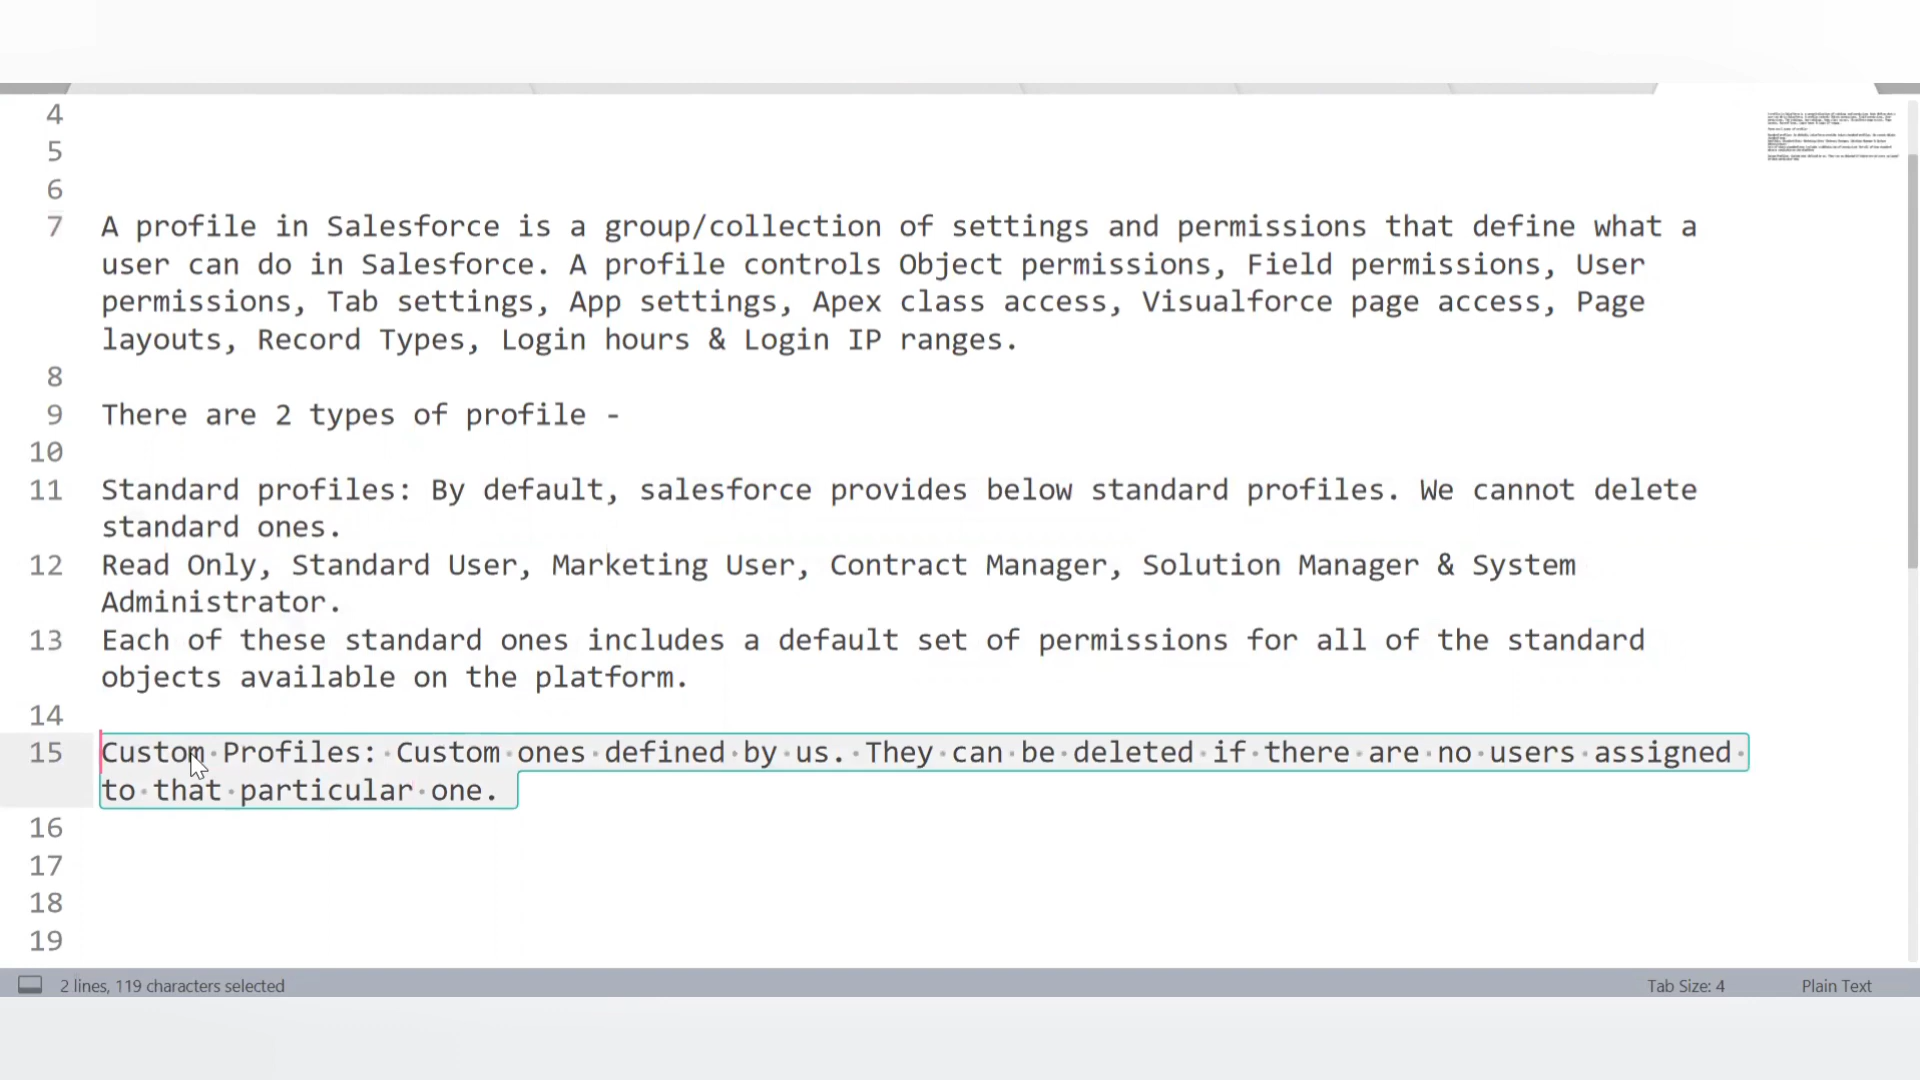 4
5
6
7 A profile in Salesforce is a group/collection of settings and permissions that define what a
user can do in Salesforce. A profile controls Object permissions, Field permissions, User
permissions, Tab settings, App settings, Apex class access, Visualforce page access, Page
layouts, Record Types, Login hours & Login IP ranges.
8
9 There are 2 types of profile -
10
11 Standard profiles: By default, salesforce provides below standard profiles. We cannot delete
standard ones.
12 Read Only, Standard User, Marketing User, Contract Manager, Solution Manager & System
Administrator.
13 Each of these standard ones includes a default set of permissions for all of the standard
objects available on the platform.
14
15 Custom Profiles: Custom ones defined by us. They can be deleted if there are no users assigned
to that particular one.
16
17
18
19
2 lines, 119 characters selected Tab Size: 4 Plain Text